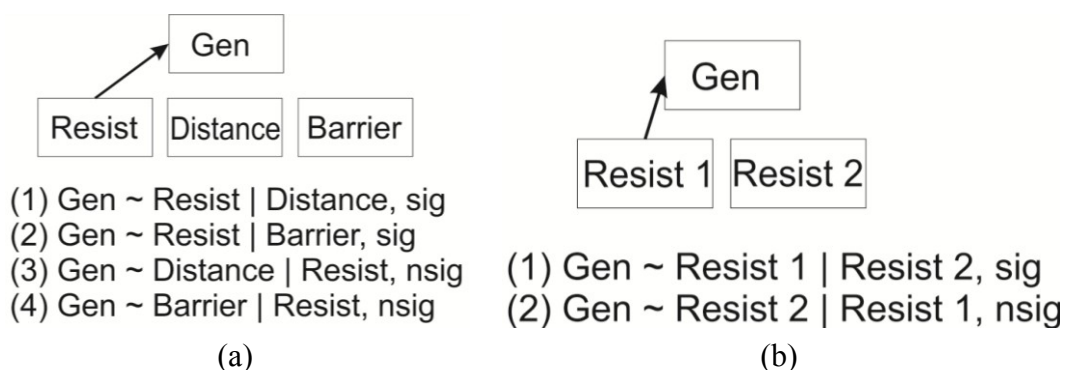 Gen
Resist Distance Barrier
(1) Gen ~ Resist | Distance, sig
(2) Gen ~ Resist | Barrier, sig
(3) Gen ~ Distance | Resist, nsig
(4) Gen ~ Barrier | Resist, nsig
(a)
Gen
Resist 1 Resist 2
(1) Gen ~ Resist 1 | Resist 2, sig
(2) Gen ~ Resist 2 | Resist 1, nsig
(b)